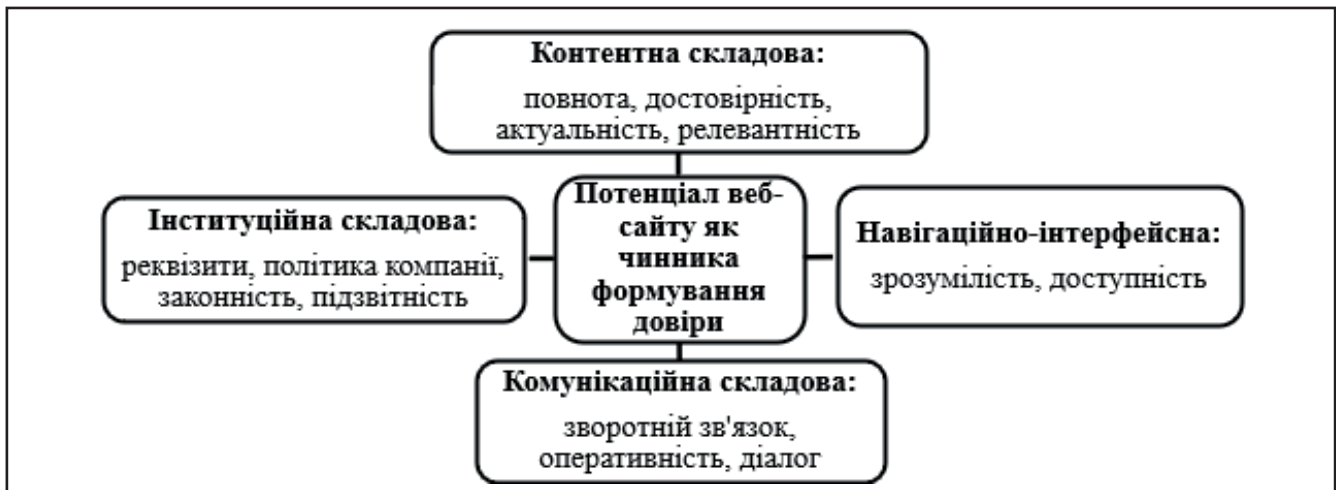 Контентна складова:
повнота, достовірність,
актуальність, релевантність
Інституційна складова:
реквізити, політика компанії,
законність, підзвітність
Потенціал веб-
сайту як
чинника
формування
довіри
Навігаційно-інтерфейсна:
зрозумілість, доступність
Комунікаційна складова:
зворотній зв'язок,
оперативність, діалог